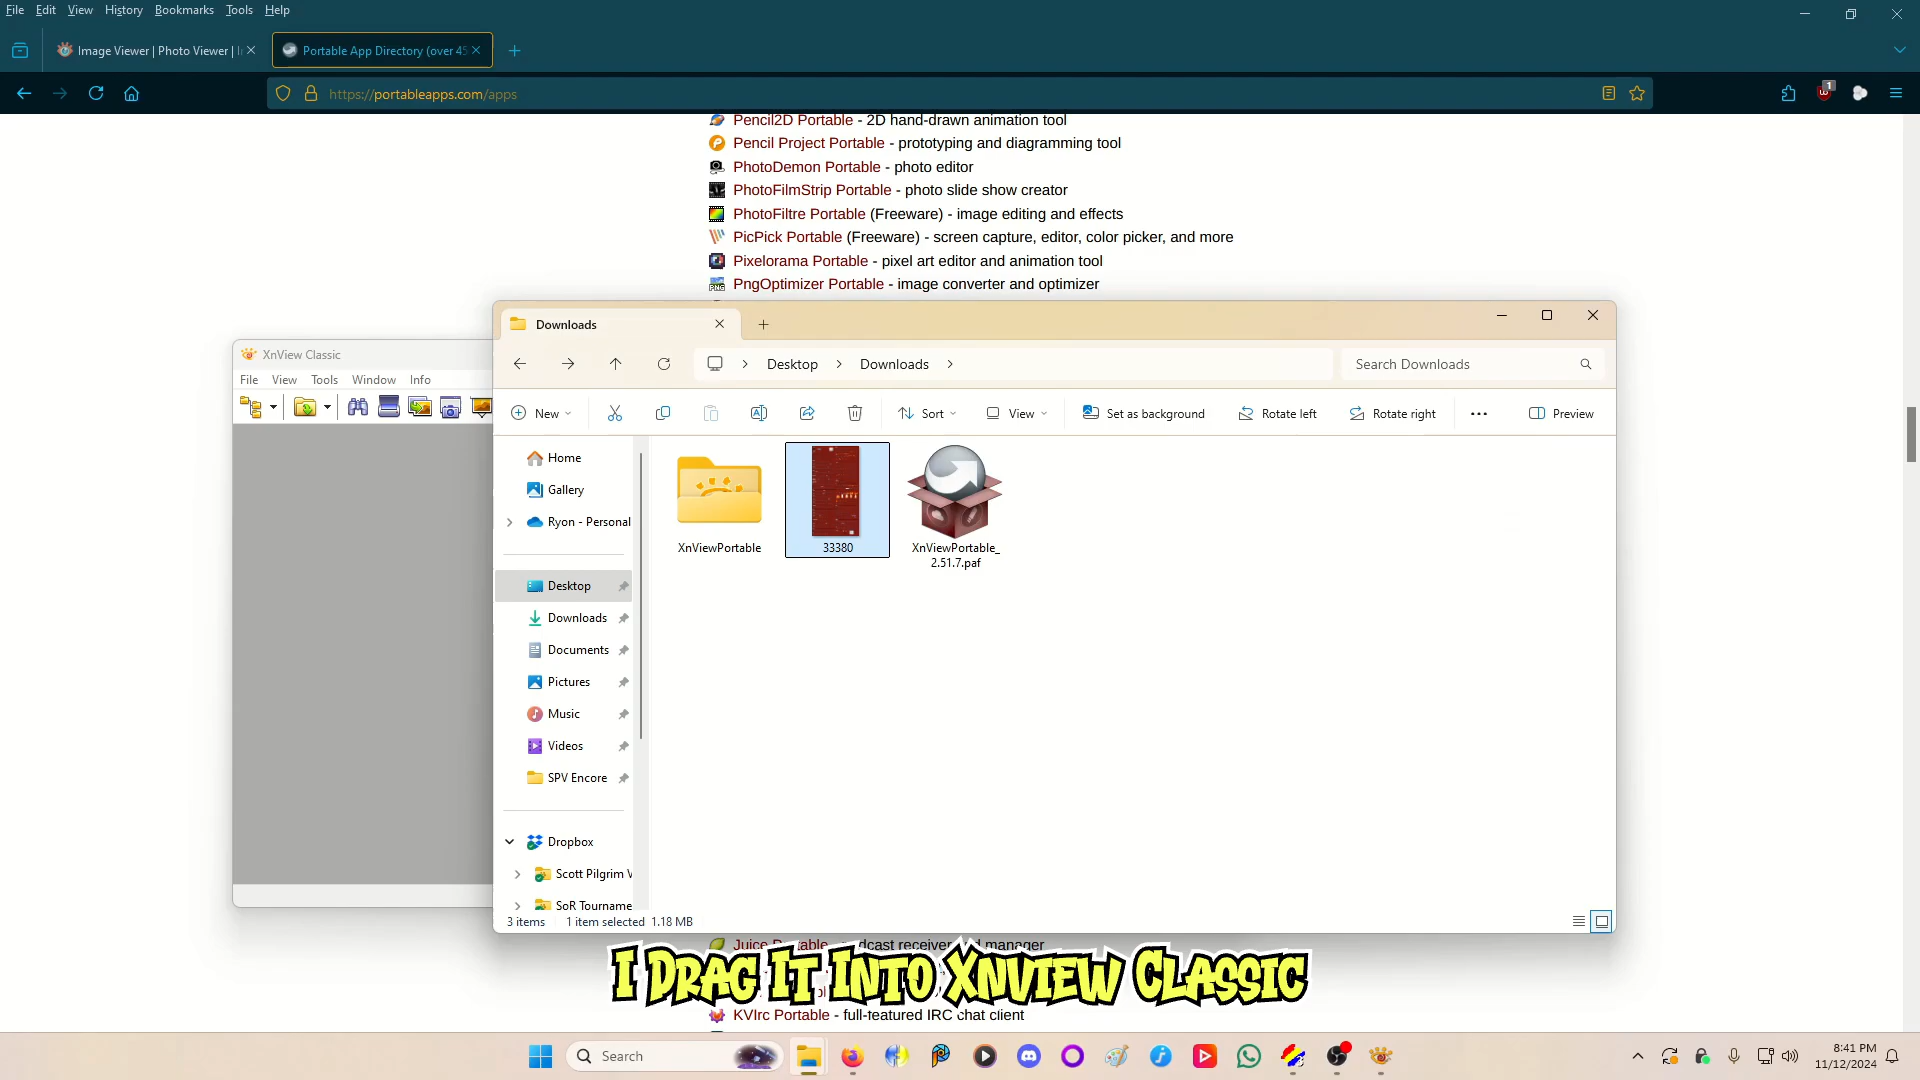 File Edit View History Bookmarks Tools Help
Image Viewer | Photo Viewer | I
Portable App Directory (over 45
https://portableapps.com/apps
1
Pencil2D Portable - 2D hand-drawn animation tool
Pencil Project Portable - prototyping and diagramming tool
PhotoDemon Portable - photo editor
PhotoFilmStrip Portable - photo slide show creator
PhotoFiltre Portable (Freeware) - image editing and effects
PicPick Portable (Freeware) - screen capture, editor, color picker, and more
Pixelorama Portable - pixel art editor and animation tool
PngOptimizer Portable - image converter and optimizer
XnView Classic
File View Tools Window Info
Downloads
Desktop > Downloads >
Search Downloads
New
Sort
View
Set as background
Rotate left
Rotate right
Preview
Home
Gallery
Ryon - Personal
Desktop
Downloads
Documents
Pictures
Music
Videos
SPV Encore
Dropbox
Scott Pilgrim V
SoR Tourname
XnViewPortable
33380
XnViewPortable_
2.51.7.paf
3 items 1 item selected 1.18 MB
Juice Portable - podcast receiver and manager
I Drag It Into Xnview Classic
KVIrc Portable - full-featured IRC chat client
Search
8:41 PM
11/12/2024